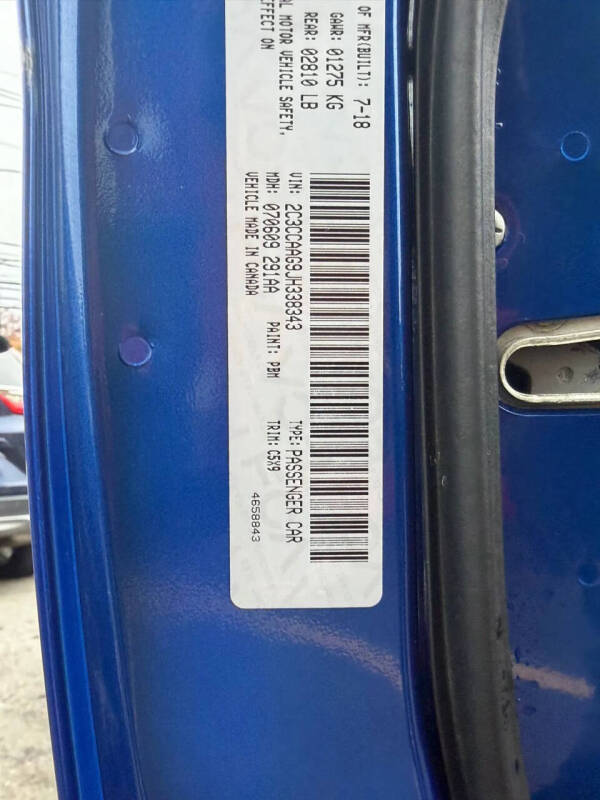 OF MFR(BUILT): 7-18
GAWR: 01275 KG
REAR: 02810 LB
AL MOTOR VEHICLE SAFETY,
EFFECT ON
VIN: 2C3CCAAG9JH338343
TYPE: PASSENGER CAR
MDH: 070609 291AA PAINT: PBM TRIM: C5X9
VEHICLE MADE IN CANADA
4658843